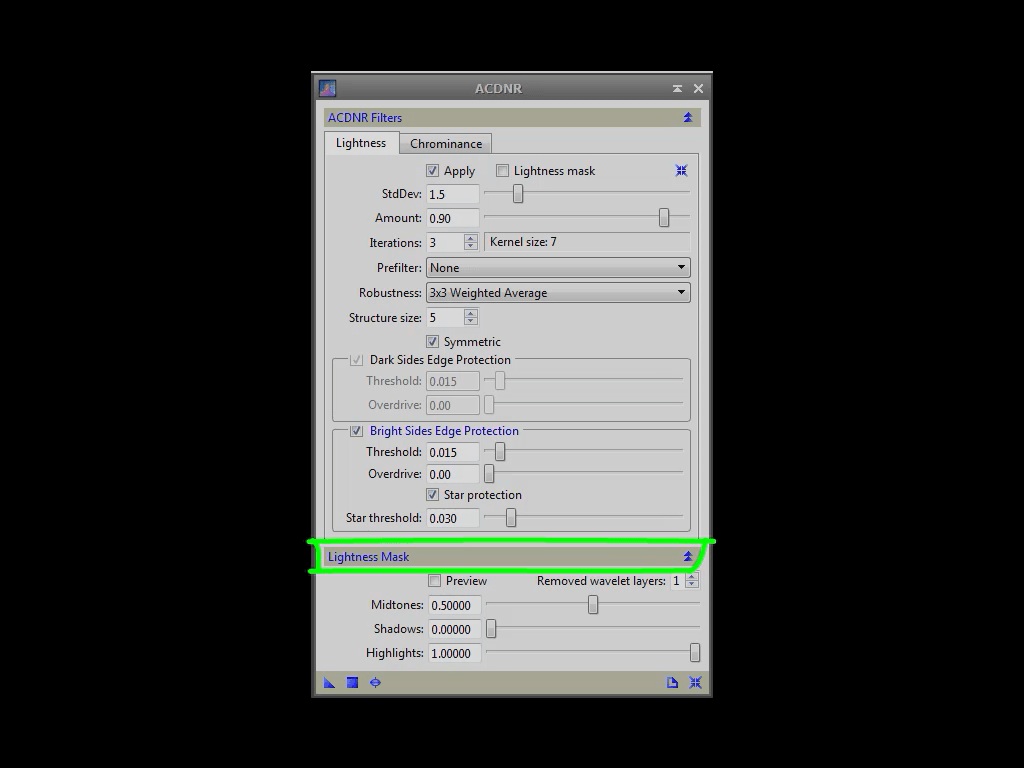 ACDNR
ACDNR Filters
Lightness Chrominance
Apply Lightness mask
StdDev: 1.5
Amount: 0.90
Iterations: 3 Kernel size: 7
Prefilter: None
Robustness: 3x3 Weighted Average
Structure size: 5
Symmetric
Dark Sides Edge Protection
Threshold: 0.015
Overdrive: 0.00
Bright Sides Edge Protection
Threshold: 0.015
Overdrive: 0.00
Star protection
Star threshold: 0.030
Lightness Mask
Preview Removed wavelet layers: 1
Midtones: 0.50000
Shadows: 0.00000
Highlights: 1.00000